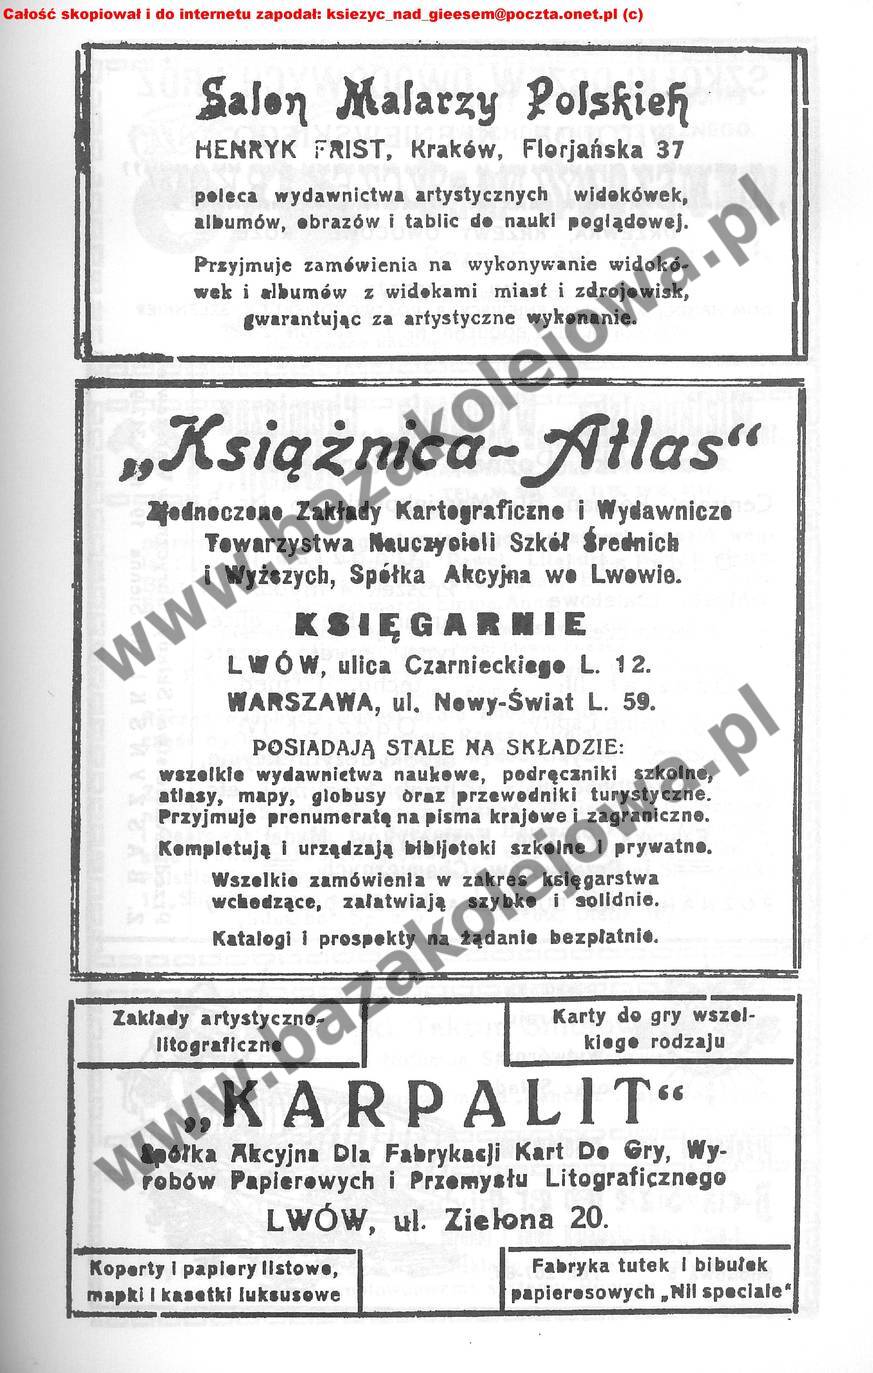 Całość skopiował i do internetu zapodał: ksiezyc_nad_gieesem@poczta.onet.pl (c)
Salon Malarzy Polskich
HENRYK FRIST, Kraków, Florjańska 37
poleca wydawnictwa artystycznych widokówek,
albumów, obrazów i tablic do nauki poglądowej.
Przyjmuje zamówienia na wykonywanie widokó-
wek i albumów z widokami miast i zdrojowisk,
gwarantując za artystyczne wykonanie.
„Książnica-Atlas“
Zjednoczone Zakłady Kartograficzne i Wydawnicze
Towarzystwa Nauczycieli Szkół Średnich
i Wyższych, Spółka Akcyjna we Lwowie.
KSIĘGARNIE
LWÓW, ulica Czarnieckiego L. 12.
WARSZAWA, ul. Nowy-Świat L. 59.
POSIADAJĄ STALE NA SKŁADZIE:
wszelkie wydawnictwa naukowe, podręczniki szkolne,
atlasy, mapy, globusy oraz przewodniki turystyczne.
Przyjmuje prenumeratę na pisma krajowe i zagraniczne.
Kompletują i urządzają bibljoteki szkolne i prywatne.
Wszelkie zamówienia w zakres księgarstwa
wchodzące, załatwiają szybko i solidnie.
Katalogi i prospekty na żądanie bezpłatnie.
Zakłady artystyczno-
litograficzne
Karty do gry wszel-
kiego rodzaju
„KARPALIT“
Spółka Akcyjna Dla Fabrykacji Kart Do Gry, Wy-
robów Papierowych i Przemysłu Litograficznego
LWÓW, ul. Zielona 20.
Koperty i papiery listowe,
mapki i kasetki luksusowe
Fabryka tutek i bibułek
papierosowych „Nil speciale“
www.bazakolejowa.pl
www.bazakolejowa.pl